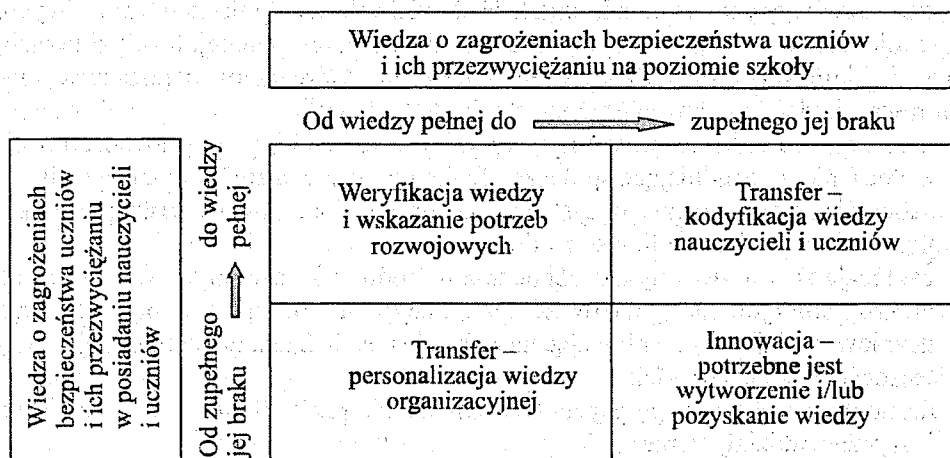 Wiedza o zagrożeniach bezpieczeństwa uczniów
i ich przezwyciężaniu na poziomie szkoły
Od wiedzy pełnej do
zupełnego jej braku
Wiedza o zagrożeniach
bezpieczeństwa uczniów
i ich przezwyciężaniu
w posiadaniu nauczycieli
i uczniów
Od zupełnego
jej braku
do wiedzy
pełnej
Weryfikacja wiedzy
i wskazanie potrzeb
rozwojowych
Transfer –
kodyfikacja wiedzy
nauczycieli i uczniów
Transfer –
personalizacja wiedzy
organizacyjnej
Innowacja –
potrzebne jest
wytworzenie i/lub
pozyskanie wiedzy